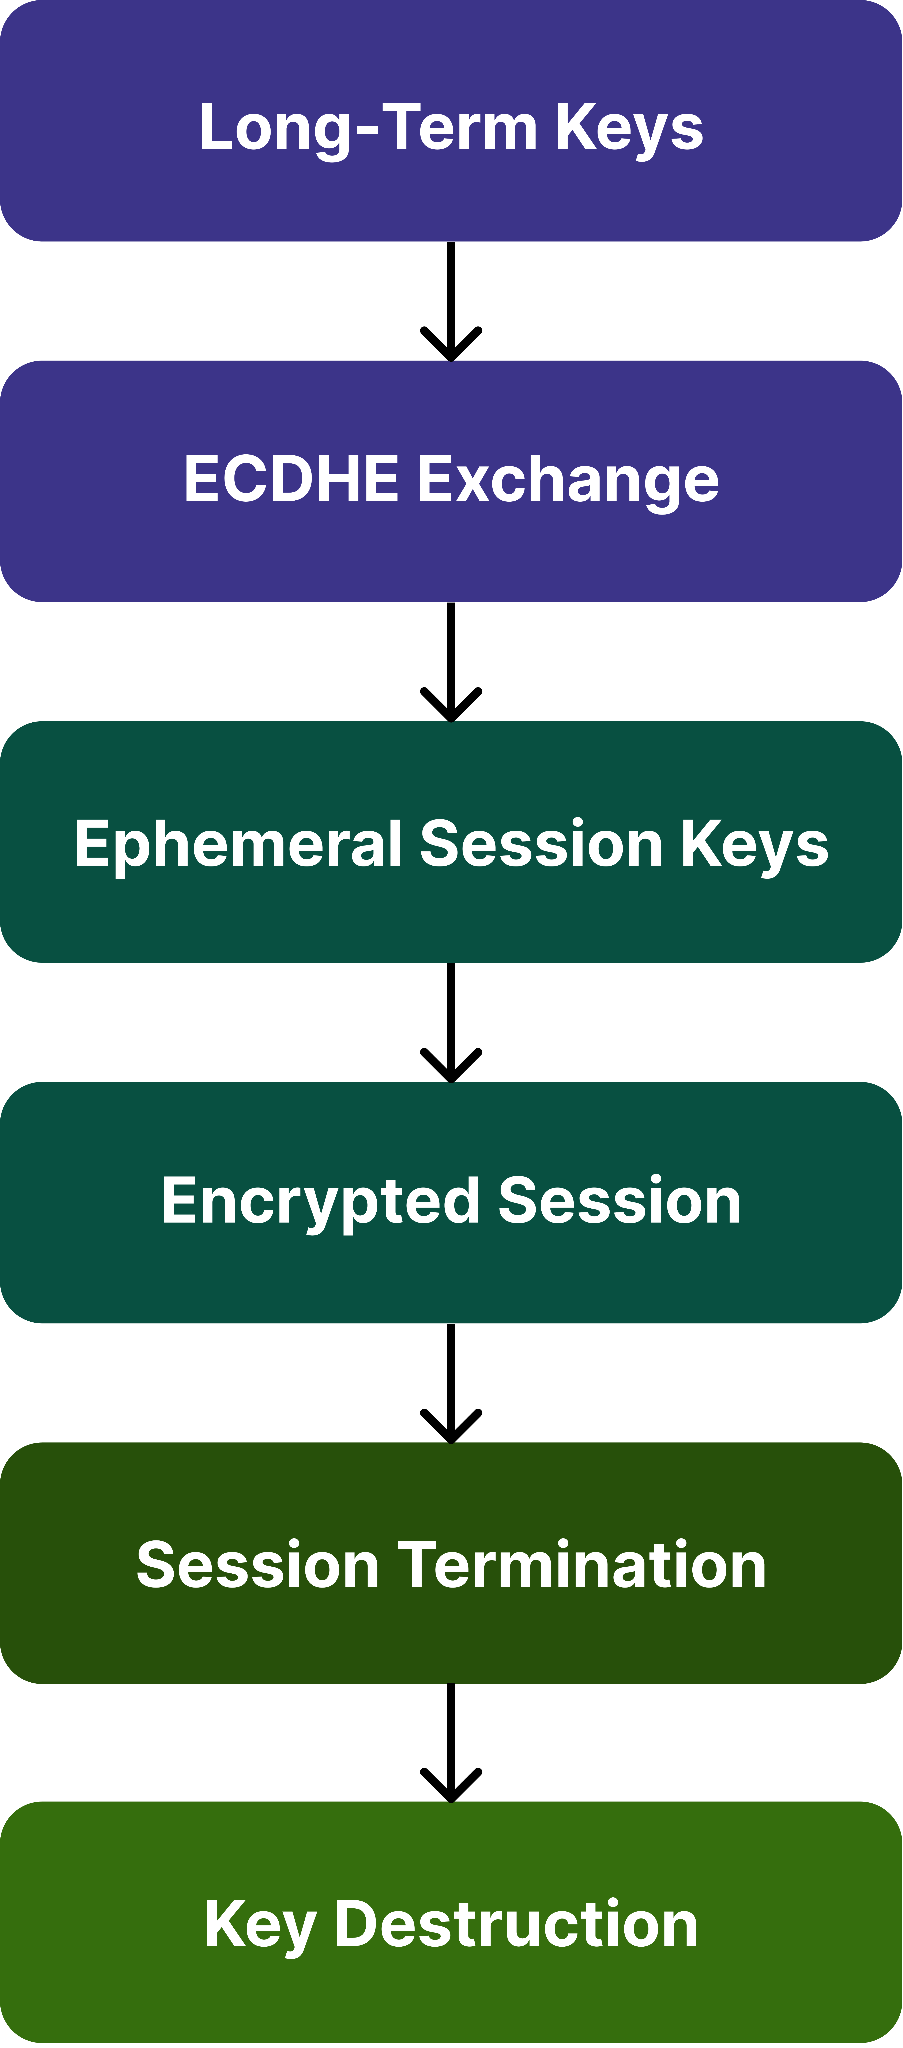 Long-Term Keys
ECDHE Exchange
Ephemeral Session Keys
Encrypted Session
Session Termination
Key Destruction